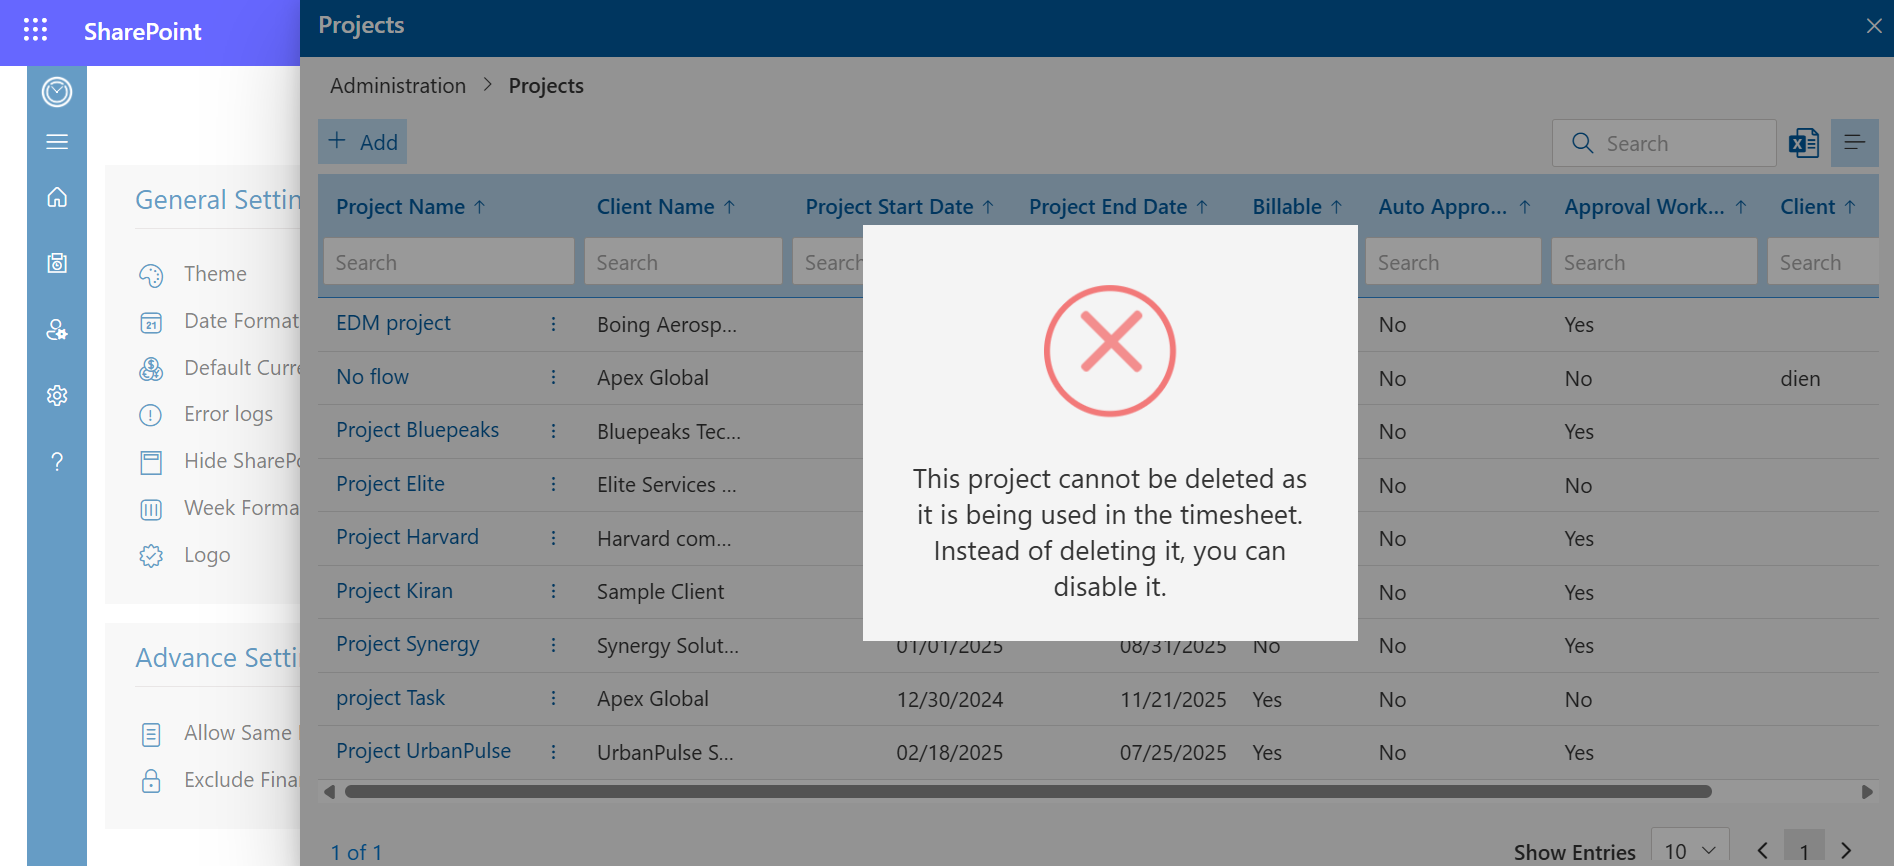 SharePoint
Projects
Administration > Projects
+ Add
Search
Project Name ↑ Client Name ↑ Project Start Date ↑ Project End Date ↑ Billable ↑ Auto Appro... ↑ Approval Work... ↑ Client ↑
Search Search Search Search Search Search
EDM project Boing Aerosp... No Yes
No flow Apex Global No No dien
Project Bluepeaks Bluepeaks Tec... No Yes
Project Elite Elite Services ... No No
Project Harvard Harvard com... No Yes
Project Kiran Sample Client No Yes
Project Synergy Synergy Solut... 01/01/2025 08/31/2025 No No Yes
project Task Apex Global 12/30/2024 11/21/2025 Yes No No
Project UrbanPulse UrbanPulse S... 02/18/2025 07/25/2025 Yes No Yes
1 of 1
Show Entries 10 1
This project cannot be deleted as
it is being used in the timesheet.
Instead of deleting it, you can
disable it.
General Settin
Theme
21 Date Format
Default Curre
Error logs
Hide SharePo
Week Forma
Logo
Advance Setti
Allow Same
Exclude Fina